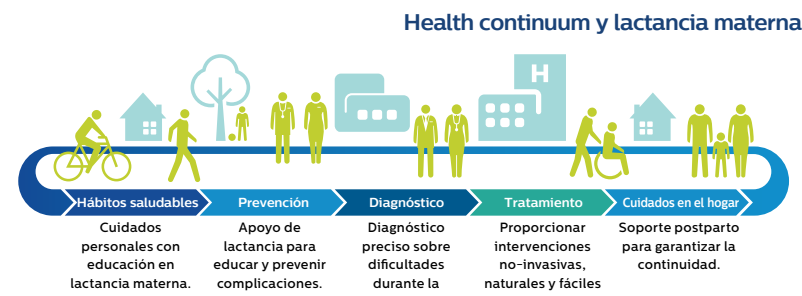 Health continuum y lactancia materna
H
Hábitos saludables
Prevención
Diagnóstico
Tratamiento
Cuidados en el hogar
Cuidados
personales con
educación en
lactancia materna.
Apoyo de
lactancia para
educar y prevenir
complicaciones.
Diagnóstico
preciso sobre
dificultades
durante la
Proporcionar
intervenciones
no-invasivas,
naturales y fáciles
Soporte postparto
para garantizar la
continuidad.